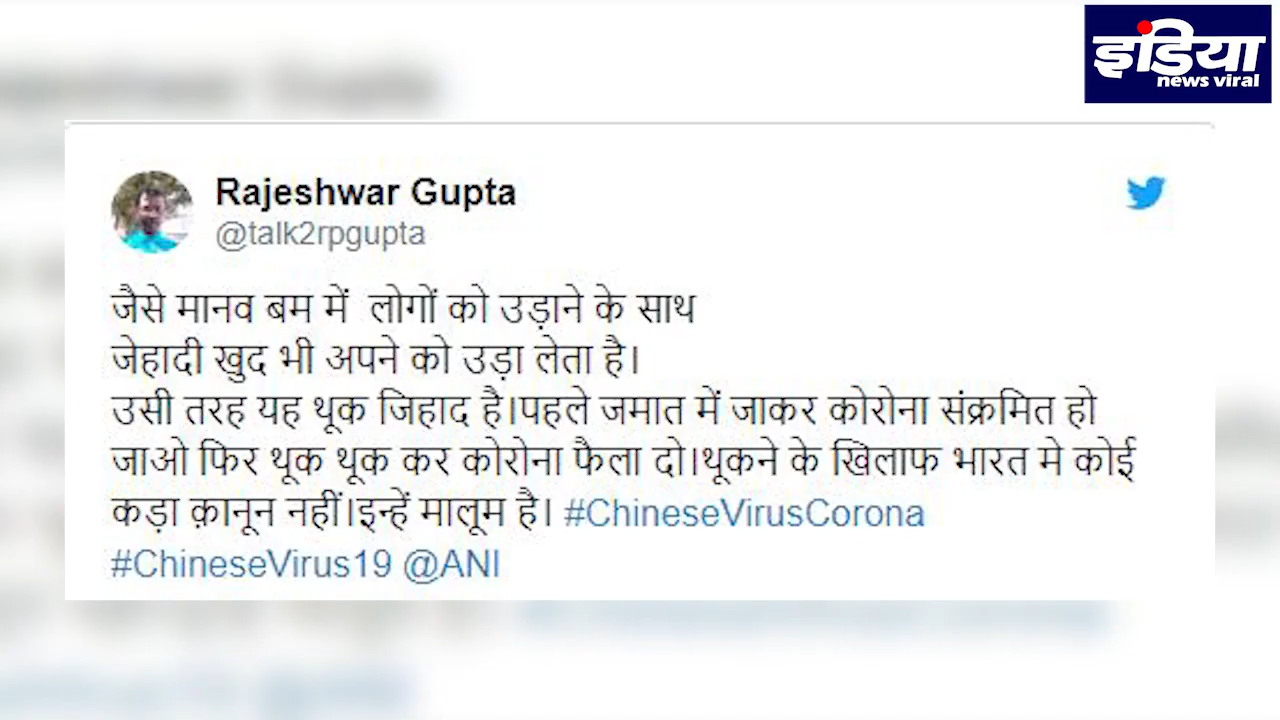 इंडिया
news viral
Rajeshwar Gupta
@talk2rpgupta
जैसे मानव बम में लोगों को उड़ाने के साथ
जेहादी खुद भी अपने को उड़ा लेता है।
उसी तरह यह थूक जिहाद है।पहले जमात में जाकर कोरोना संक्रमित हो
जाओ फिर थूक थूक कर कोरोना फैला दो।थूकने के खिलाफ भारत मे कोई
कड़ा क़ानून नहीं।इन्हें मालूम है। #ChineseVirusCorona
#ChineseVirus19 @ANI